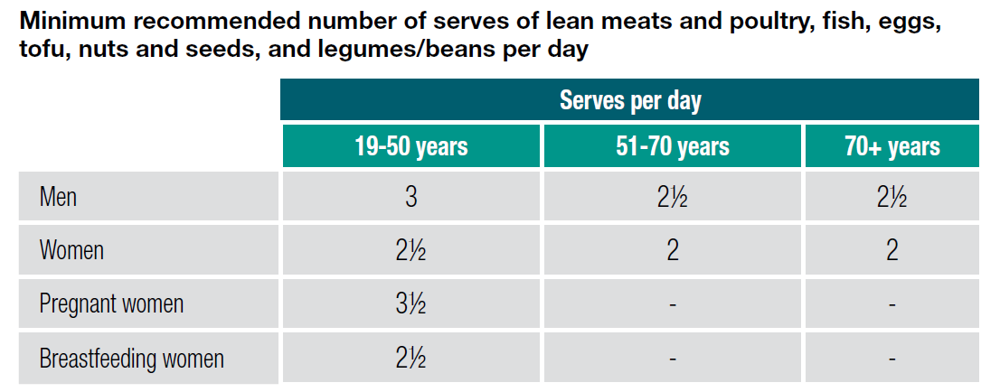 Minimum recommended number of serves of lean meats and poultry, fish, eggs,
tofu, nuts and seeds, and legumes/beans per day
Serves per day
19-50 years 51-70 years 70+ years
Men 3 2½ 2½
Women 2½ 2 2
Pregnant women 3½ - -
Breastfeeding women 2½ - -